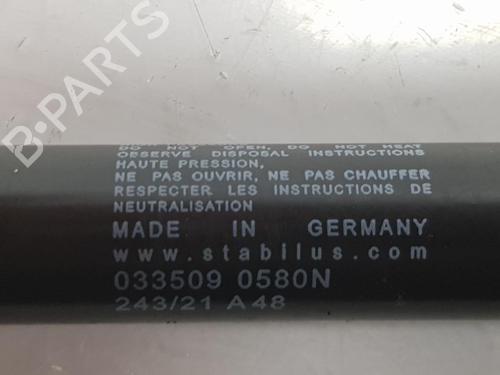 DO NOT OPEN, DO NOT HEAT
OBSERVE DISPOSAL INSTRUCTIONS
HAUTE PRESSION,
NE PAS OUVRIR, NE PAS CHAUFFER
RESPECTER LES INSTRUCTIONS DE
NEUTRALISATION
MADE IN GERMANY
www.stabilus.com
033509 0580N
243/21 A48
B-PARTS